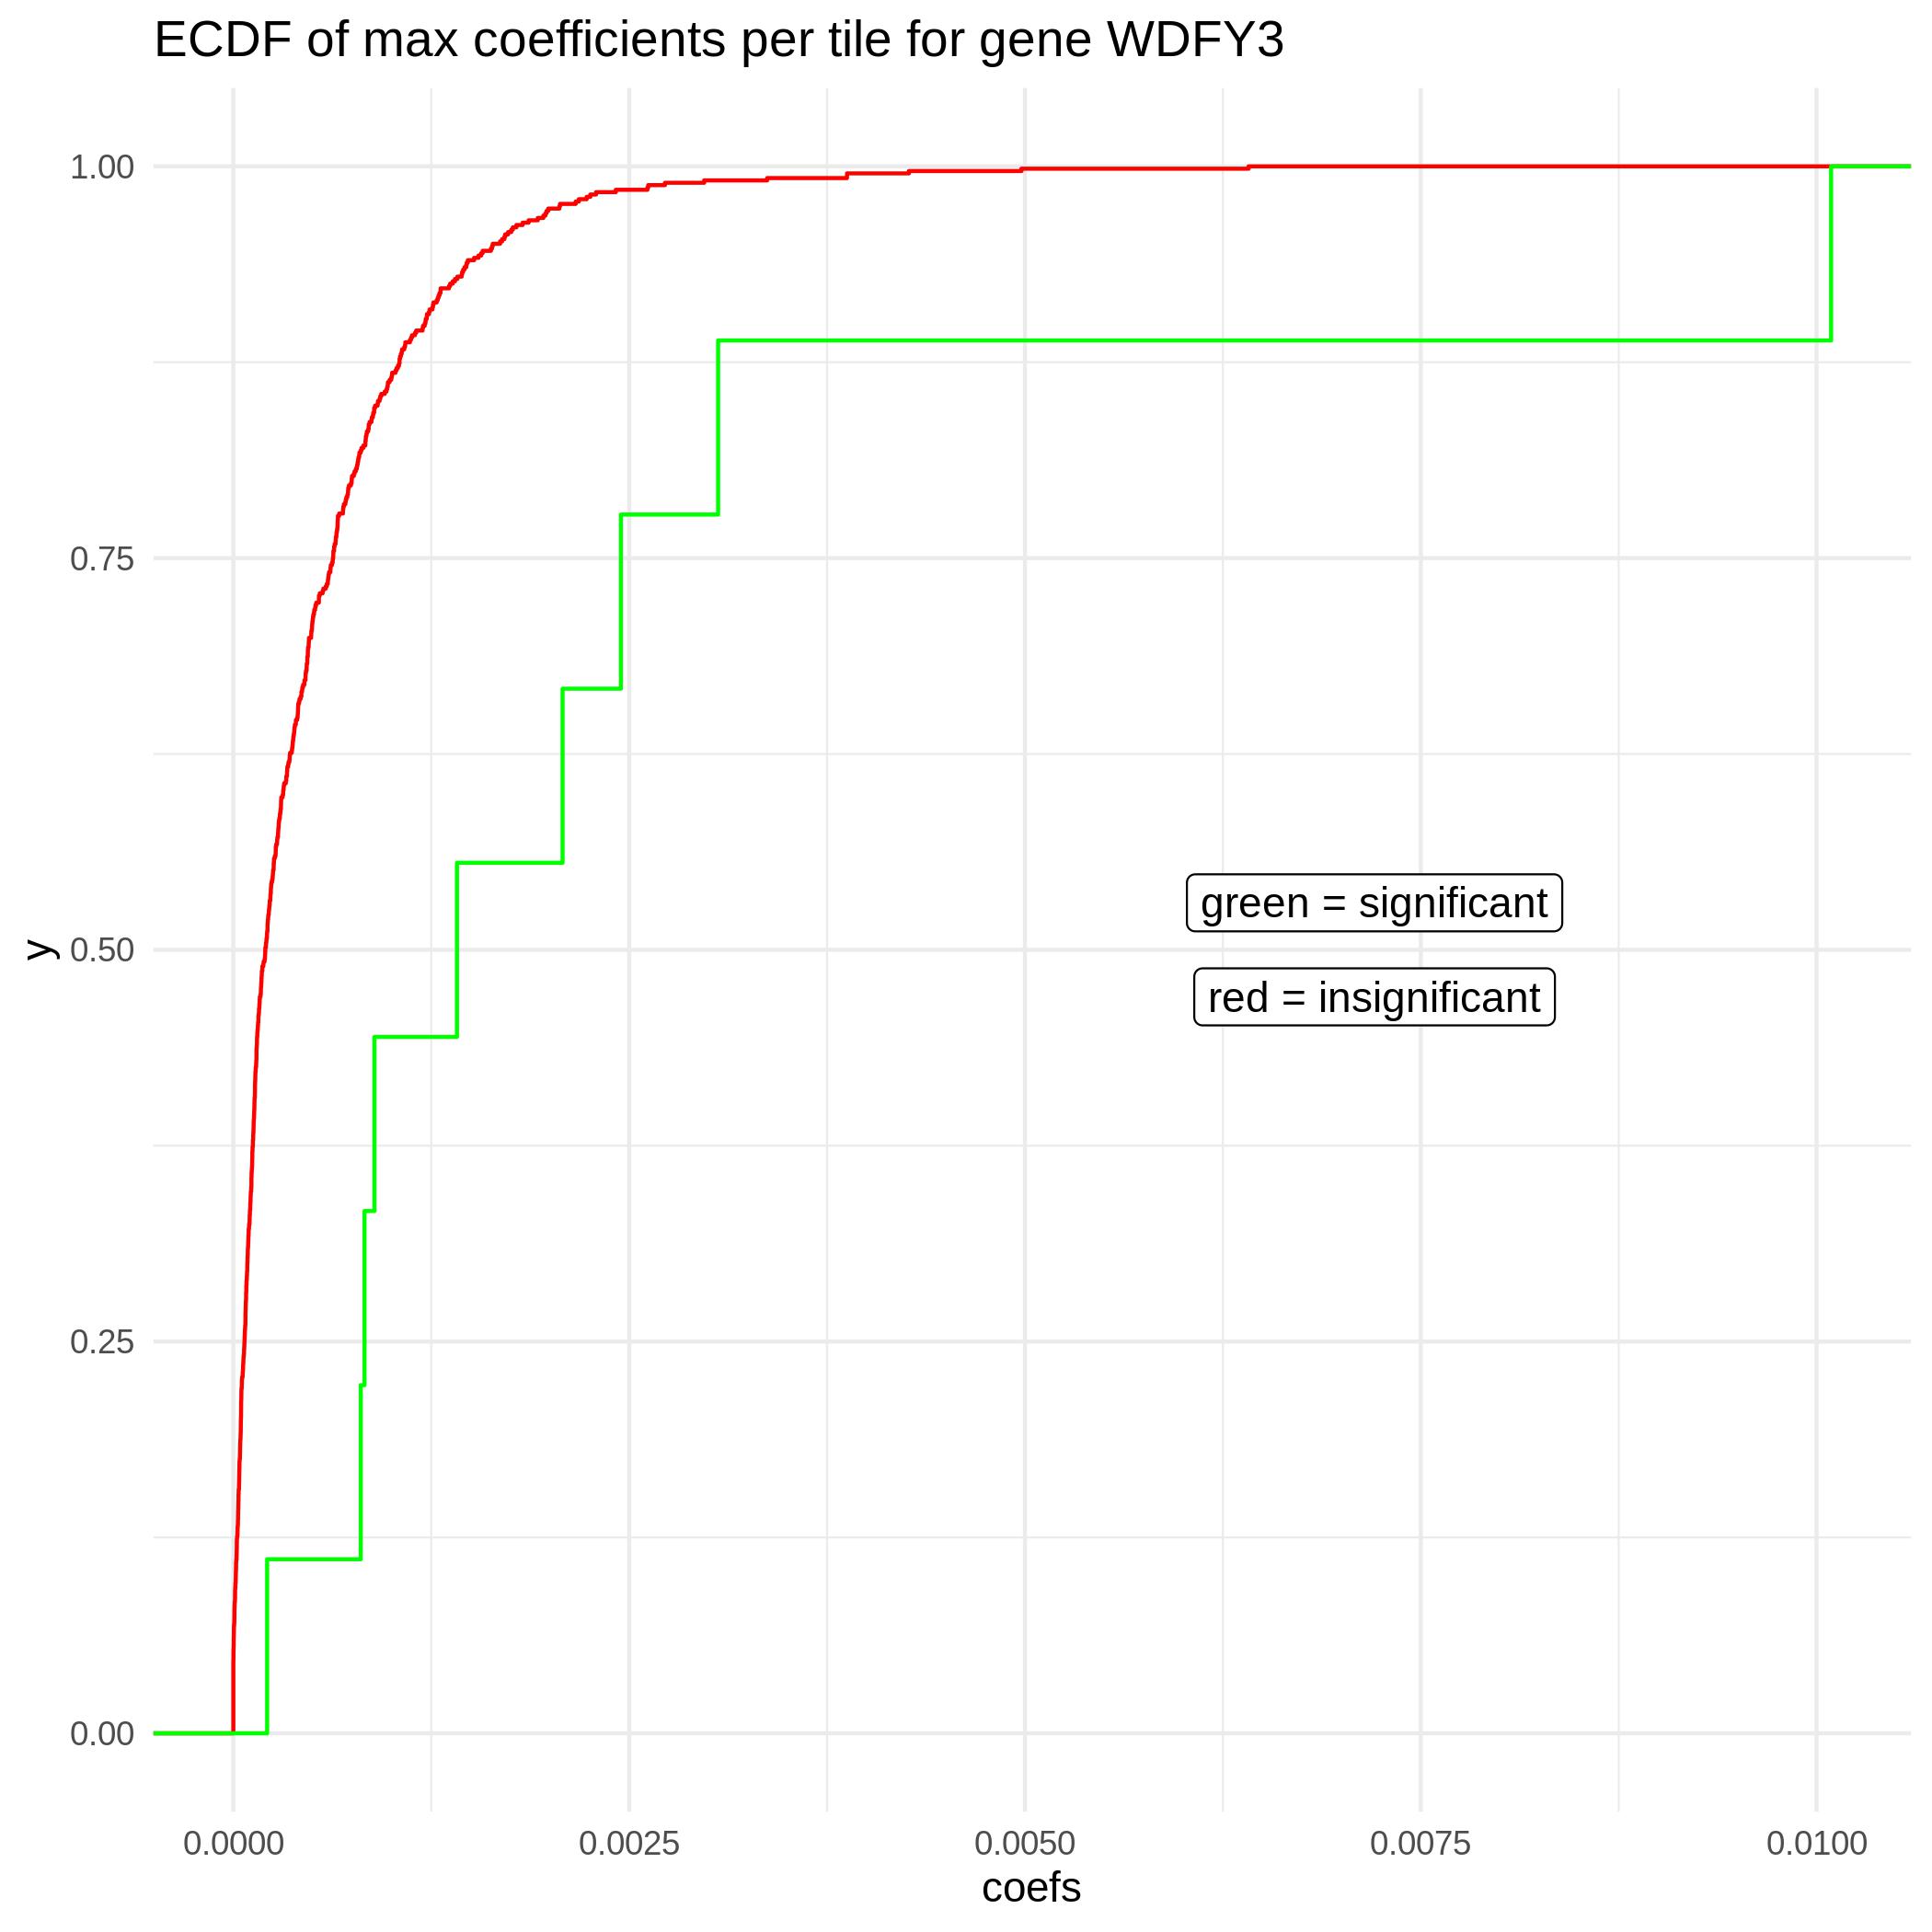 ECDF of max coefficients per tile for gene WDFY3
y
1.00
0.75
0.50
0.25
0.00
green = significant
red = insignificant
0.0000
0.0025
0.0050
0.0075
0.0100
coefs